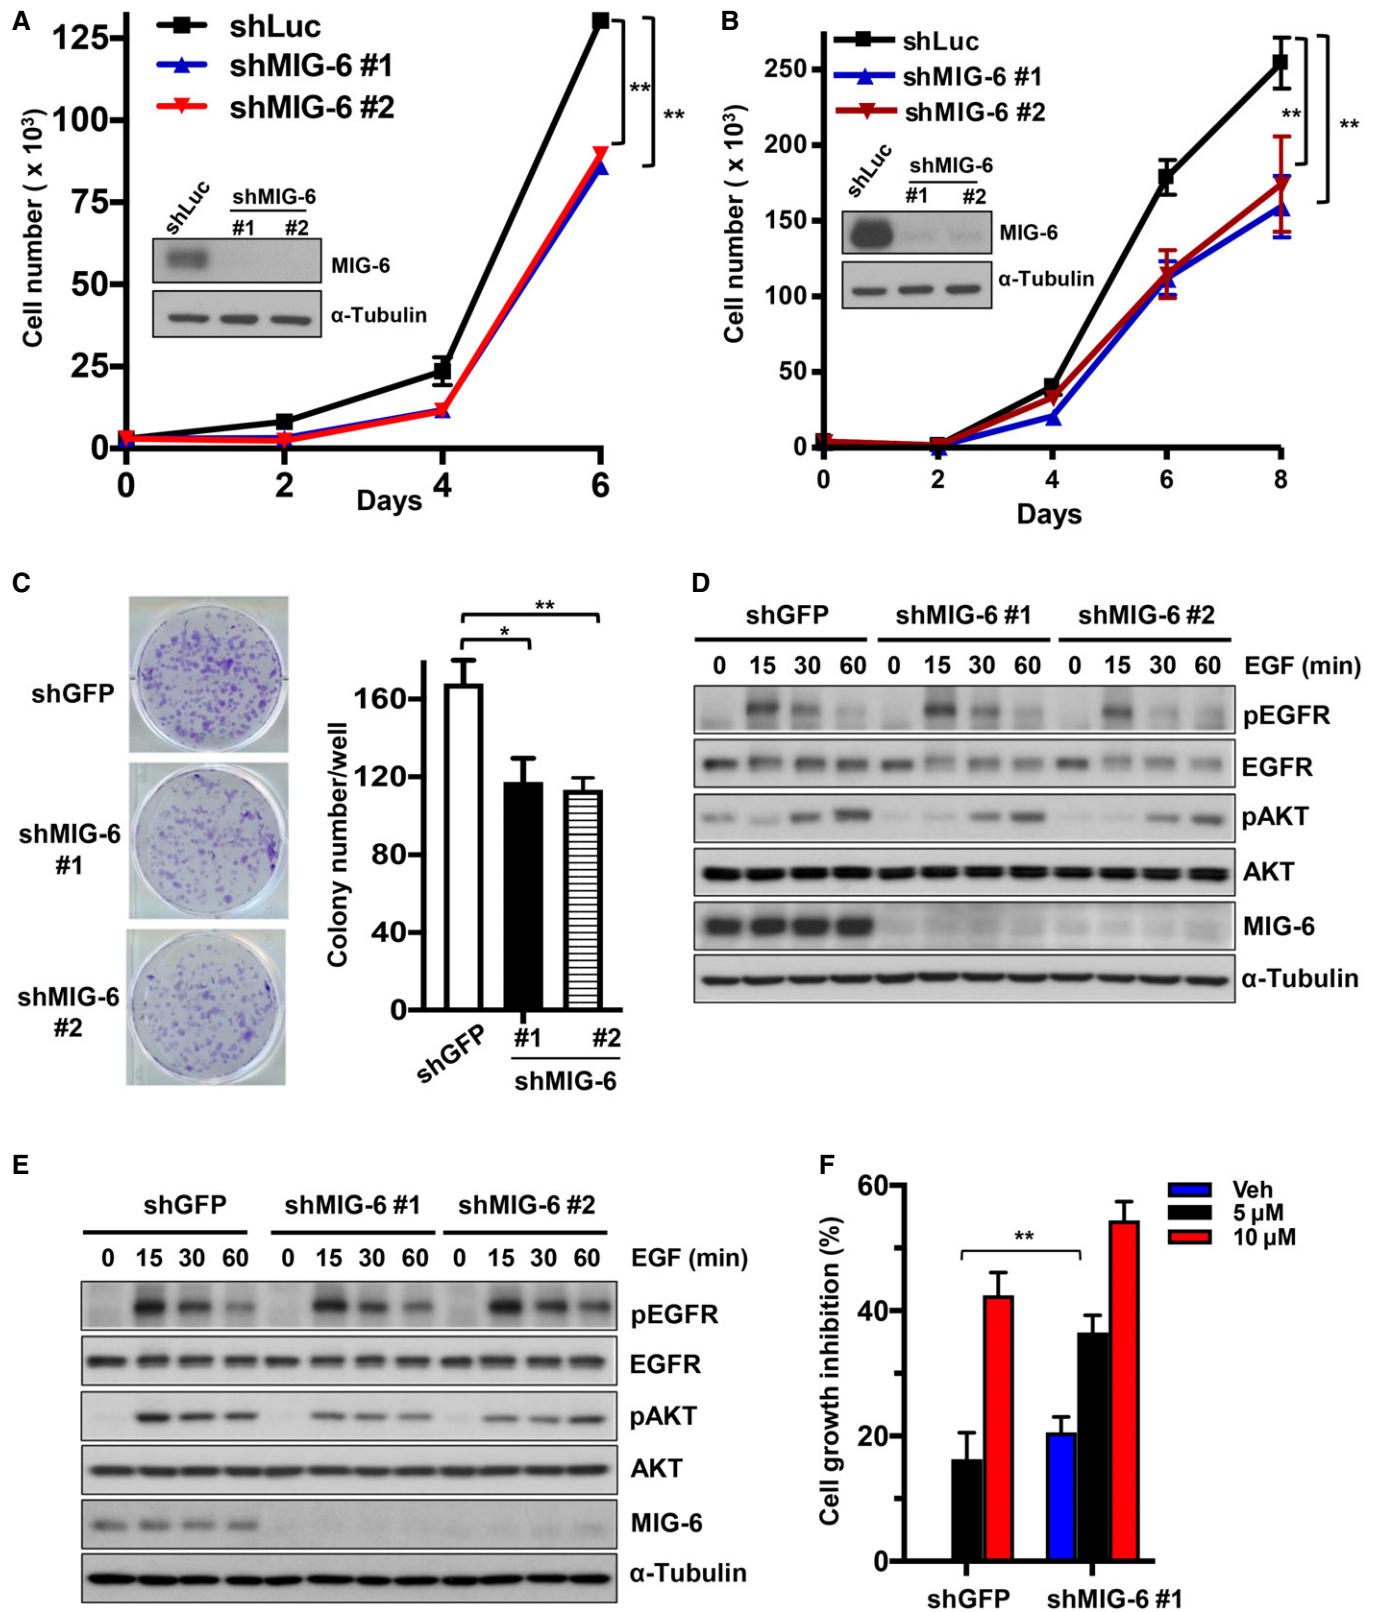 A
shLuc
shMIG-6 #1
shMIG-6 #2
125
100
75
50
25
0
Cell number ( x 10³)
0 2 4 6
Days
**
**
shLuc
shMIG-6
#1 #2
MIG-6
α-Tubulin
B
shLuc
shMIG-6 #1
shMIG-6 #2
250
200
150
100
50
0
Cell number ( x 10³)
0 2 4 6 8
Days
**
**
shLuc
shMIG-6
#1 #2
MIG-6
α-Tubulin
C
shGFP
shMIG-6
#1
shMIG-6
#2
**
*
160
120
80
40
0
Colony number/well
shGFP
#1 #2
shMIG-6
D
shGFP shMIG-6 #1 shMIG-6 #2
0 15 30 60 0 15 30 60 0 15 30 60 EGF (min)
pEGFR
EGFR
pAKT
AKT
MIG-6
α-Tubulin
E
shGFP shMIG-6 #1 shMIG-6 #2
0 15 30 60 0 15 30 60 0 15 30 60 EGF (min)
pEGFR
EGFR
pAKT
AKT
MIG-6
α-Tubulin
F
60
40
20
0
Cell growth inhibition (%)
**
Veh
5 µM
10 µM
shGFP shMIG-6 #1